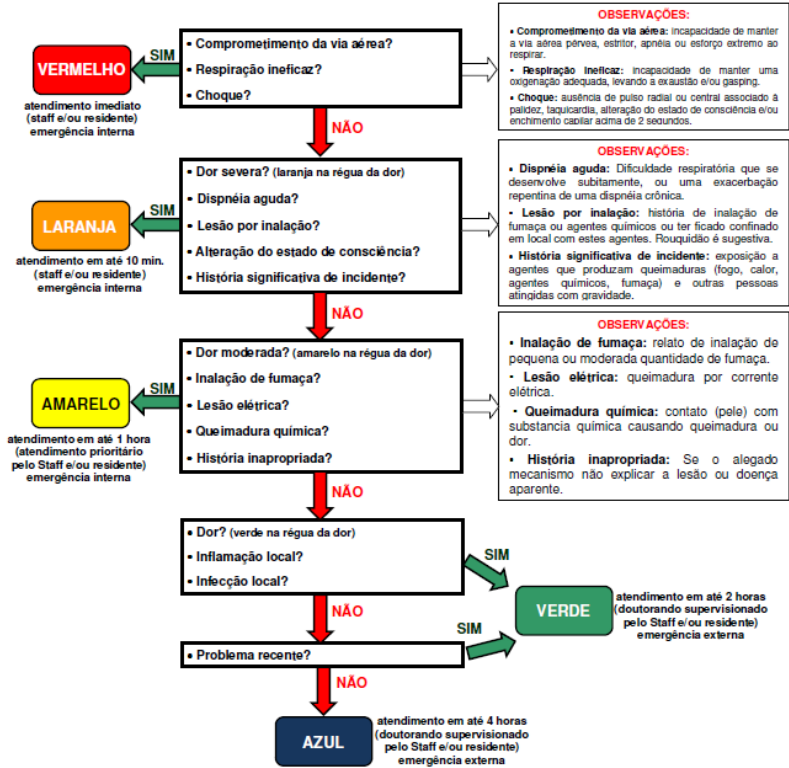 OBSERVAÇÕES:
• Comprometimento da via aérea: incapacidade de manter
a via aérea pérvea, estritor, apnéia ou esforço extremo ao
respirar.
• Respiração Ineficaz: incapacidade de manter uma
oxigenação adequada, levando a exaustão e/ou gasping.
• Choque: ausência de pulso radial ou central associado à
palidez, taquicardia, alteração do estado de consciência e/ou
enchimento capilar acima de 2 segundos.
• Comprometimento da via aérea?
• Respiração ineficaz?
• Choque?
SIM
VERMELHO
atendimento imediato
(staff e/ou residente)
emergência interna
NÃO
• Dor severa? (laranja na régua da dor)
• Dispnéia aguda?
• Lesão por inalação?
• Alteração do estado de consciência?
• História significativa de incidente?
SIM
LARANJA
atendimento em até 10 min.
(staff e/ou residente)
emergência interna
OBSERVAÇÕES:
• Dispnéia aguda: Dificuldade respiratória que se
desenvolve subitamente, ou uma exacerbação
repentina de uma dispnéia crônica.
• Lesão por inalação: história de inalação de
fumaça ou agentes químicos ou ter ficado confinado
em local com estes agentes. Rouquidão é sugestiva.
• História significativa de incidente: exposição a
agentes que produzam queimaduras (fogo, calor,
agentes químicos, fumaça) e outras pessoas
atingidas com gravidade.
NÃO
• Dor moderada? (amarelo na régua da dor)
• Inalação de fumaça?
• Lesão elétrica?
• Queimadura química?
• História inapropriada?
SIM
AMARELO
atendimento em até 1 hora
(atendimento prioritário
pelo Staff e/ou residente)
emergência interna
OBSERVAÇÕES:
• Inalação de fumaça: relato de inalação de
pequena ou moderada quantidade de fumaça.
• Lesão elétrica: queimadura por corrente
elétrica.
• Queimadura química: contato (pele) com
substancia química causando queimadura ou
dor.
• História inapropriada: Se o alegado
mecanismo não explicar a lesão ou doença
aparente.
NÃO
• Dor? (verde na régua da dor)
• Inflamação local?
• Infecção local?
SIM
VERDE
atendimento em até 2 horas
(doutorando supervisionado
pelo Staff e/ou residente)
emergência externa
NÃO
• Problema recente?
SIM
NÃO
AZUL
atendimento em até 4 horas
(doutorando supervisionado
pelo Staff e/ou residente)
emergência externa